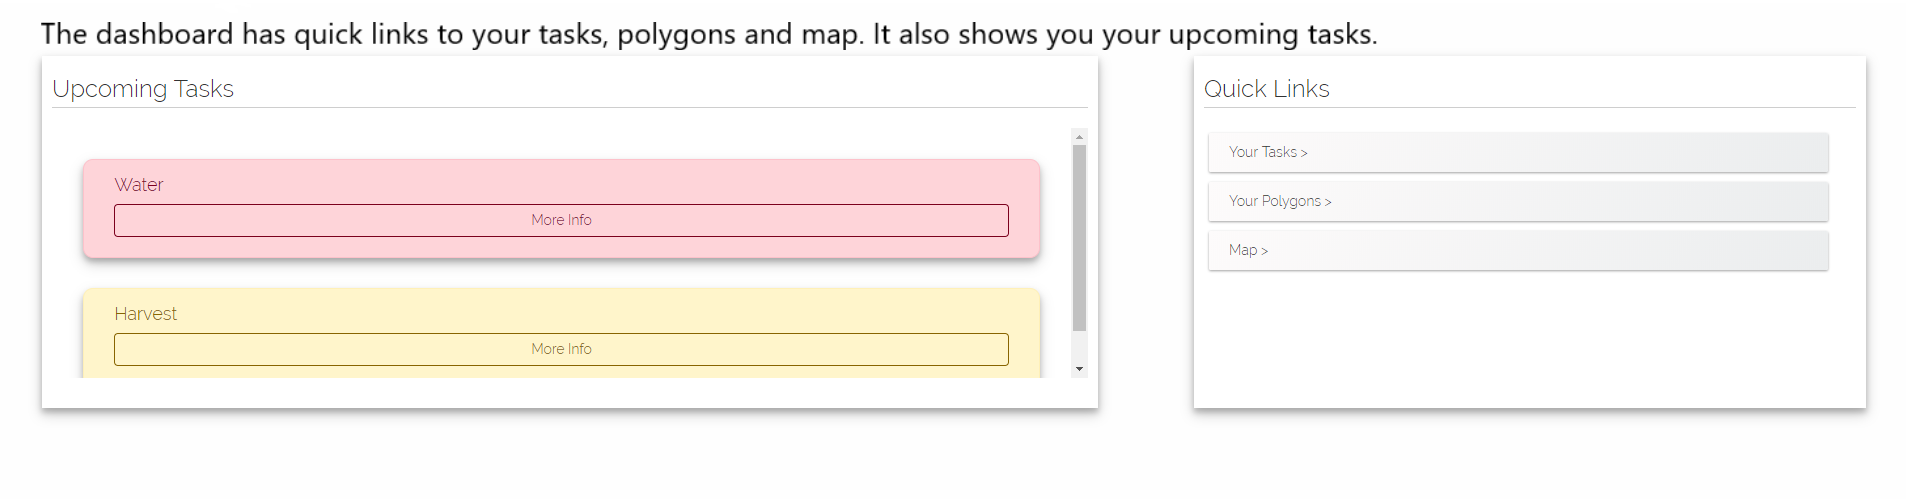 The dashboard has quick links to your tasks, polygons and map. It also shows you your upcoming tasks.
Upcoming Tasks
Water
More Info
Harvest
More Info
Quick Links
Your Tasks >
Your Polygons >
Map >